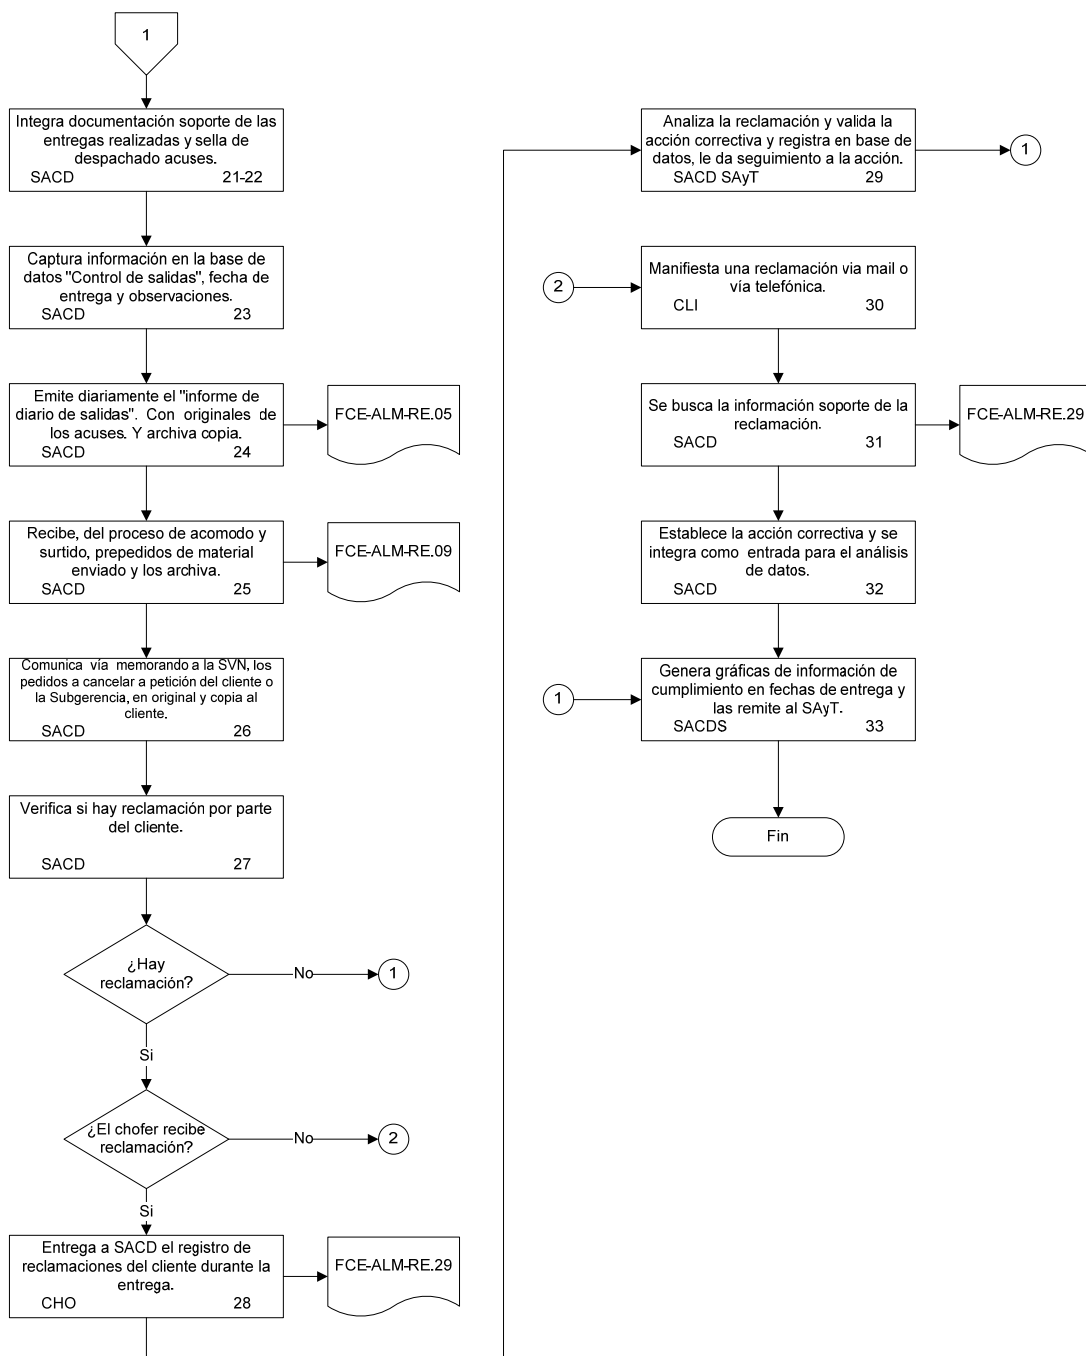 1
Integra documentación soporte de las
entregas realizadas y sella de
despachado acuses.
SACD 21-22
Captura información en la base de
datos "Control de salidas", fecha de
entrega y observaciones.
SACD 23
Emite diariamente el "informe de
diario de salidas". Con originales de
los acuses. Y archiva copia.
SACD 24
FCE-ALM-RE.05
Recibe, del proceso de acomodo y
surtido, prepedidos de material
enviado y los archiva.
SACD 25
FCE-ALM-RE.09
Comunica vía memorando a la SVN, los
pedidos a cancelar a petición del cliente o
la Subgerencia, en original y copia al
cliente.
SACD 26
Verifica si hay reclamación por parte
del cliente.
SACD 27
¿Hay
reclamación?
No
1
Si
¿El chofer recibe
reclamación?
No
2
Si
Entrega a SACD el registro de
reclamaciones del cliente durante la
entrega.
CHO 28
FCE-ALM-RE.29
Analiza la reclamación y valida la
acción correctiva y registra en base de
datos, le da seguimiento a la acción.
SACD SAyT 29
1
2
Manifiesta una reclamación via mail o
vía telefónica.
CLI 30
Se busca la información soporte de la
reclamación.
SACD 31
FCE-ALM-RE.29
Establece la acción correctiva y se
integra como entrada para el análisis
de datos.
SACD 32
1
Genera gráficas de información de
cumplimiento en fechas de entrega y
las remite al SAyT.
SACDS 33
Fin